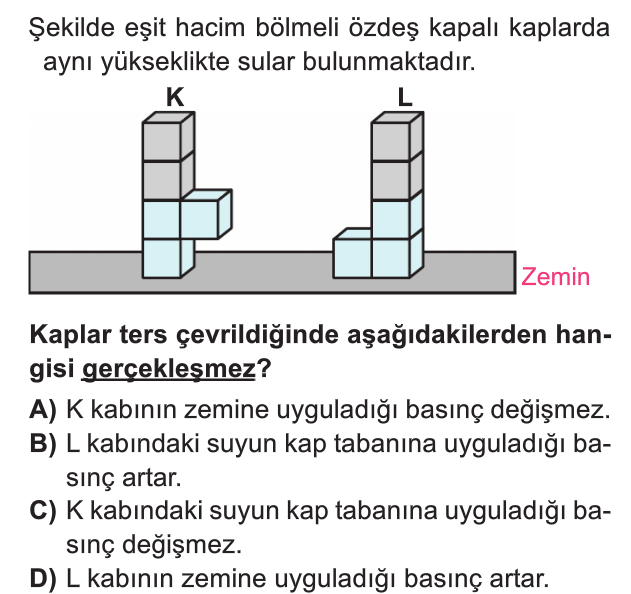 Şekilde eşit hacim bölmeli özdeş kapalı kaplarda
aynı yükseklikte sular bulunmaktadır.
K
L
Zemin
Kaplar ters çevrildiğinde aşağıdakilerden han-
gisi gerçekleşmez?
A) K kabının zemine uyguladığı basınç değişmez.
B) L kabındaki suyun kap tabanına uyguladığı ba-
sınç artar.
C) K kabındaki suyun kap tabanına uyguladığı ba-
sınç değişmez.
D) L kabının zemine uyguladığı basınç artar.